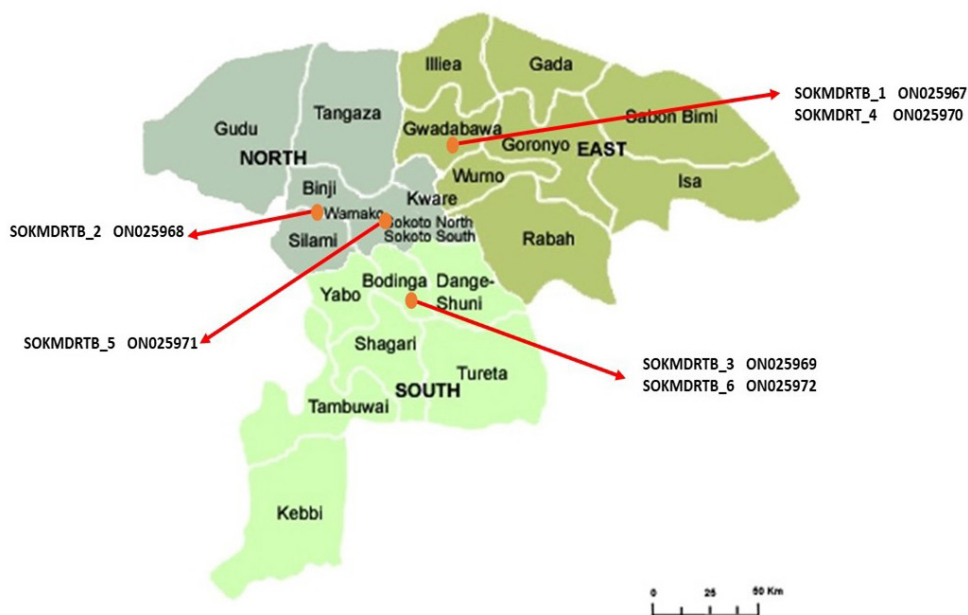 Illiea
Gada
SOKMDRTB_1 ON025967
SOKMDRT_4 ON025970
Tangaza
Sabon Bimi
Gudu
Gwadabawa
Goronyo
EAST
NORTH
Wurno
Isa
Binji
Kware
Wamako
SOKMDRTB_2 ON025968
Sokoto North
Sokoto South
Silami
Rabah
Bodinga
Dange-
Shuni
Yabo
SOKMDRTB_5 ON025971
Shagari
SOKMDRTB_3 ON025969
Tureta
SOKMDRTB_6 ON025972
SOUTH
Tambuwai
Kebbi
0 25 50 Km